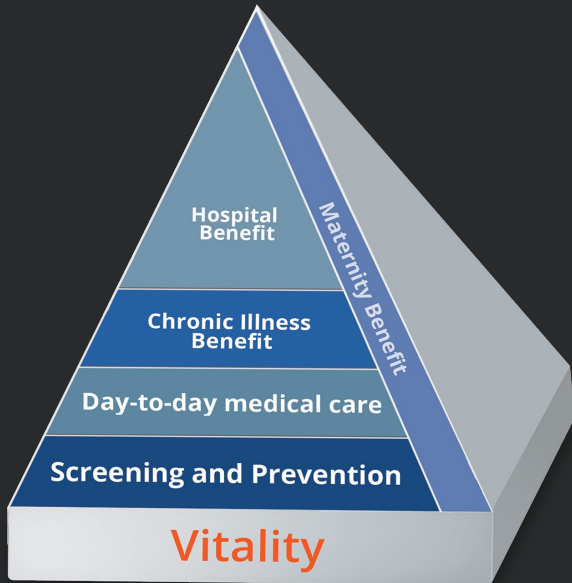 Hospital
Benefit
Maternity Benefit
Chronic Illness
Benefit
Day-to-day medical care
Screening and Prevention
Vitality